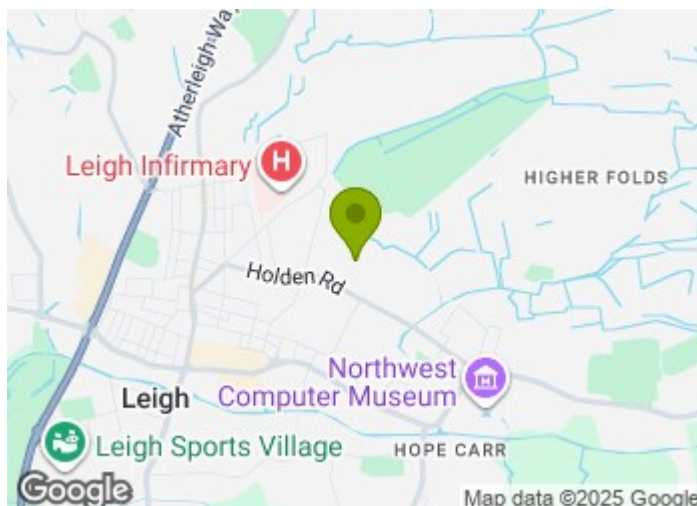 Atherleigh Way
Leigh Infirmary
H
HIGHER FOLDS
Holden Rd
Northwest
Computer Museum
Leigh
Leigh Sports Village
HOPE CARR
Google
Map data ©2025 Google